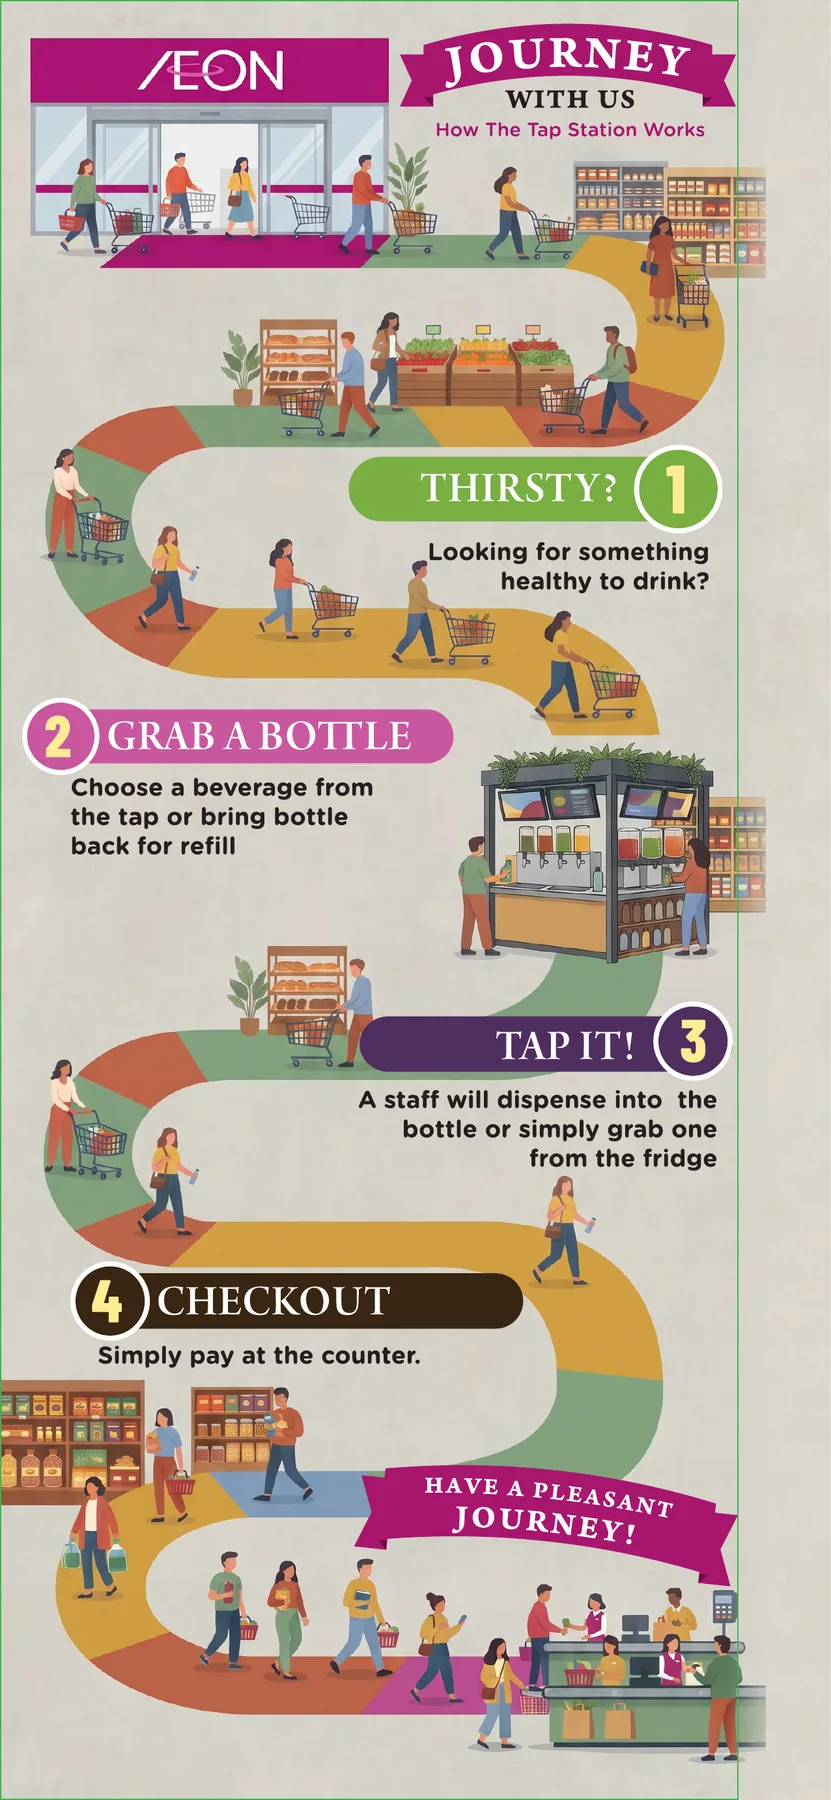 ÆON
JOURNEY
WITH US
How The Tap Station Works
THIRSTY? 1
Looking for something
healthy to drink?
2 GRAB A BOTTLE
Choose a beverage from
the tap or bring bottle
back for refill
TAP IT! 3
A staff will dispense into the
bottle or simply grab one
from the fridge
4 CHECKOUT
Simply pay at the counter.
HAVE A PLEASANT
JOURNEY!